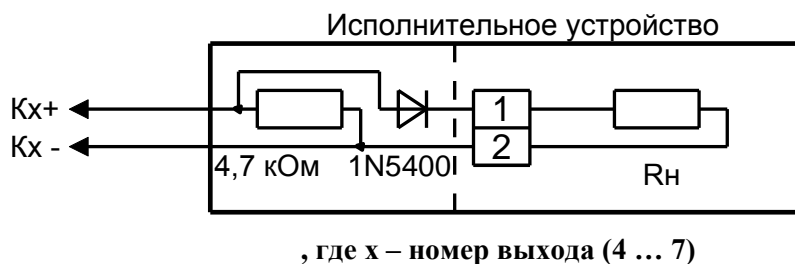 Исполнительное устройство
Кх+
1
Кх -
2
4,7 кОм
1N5400
Rн
, где х – номер выхода (4 … 7)